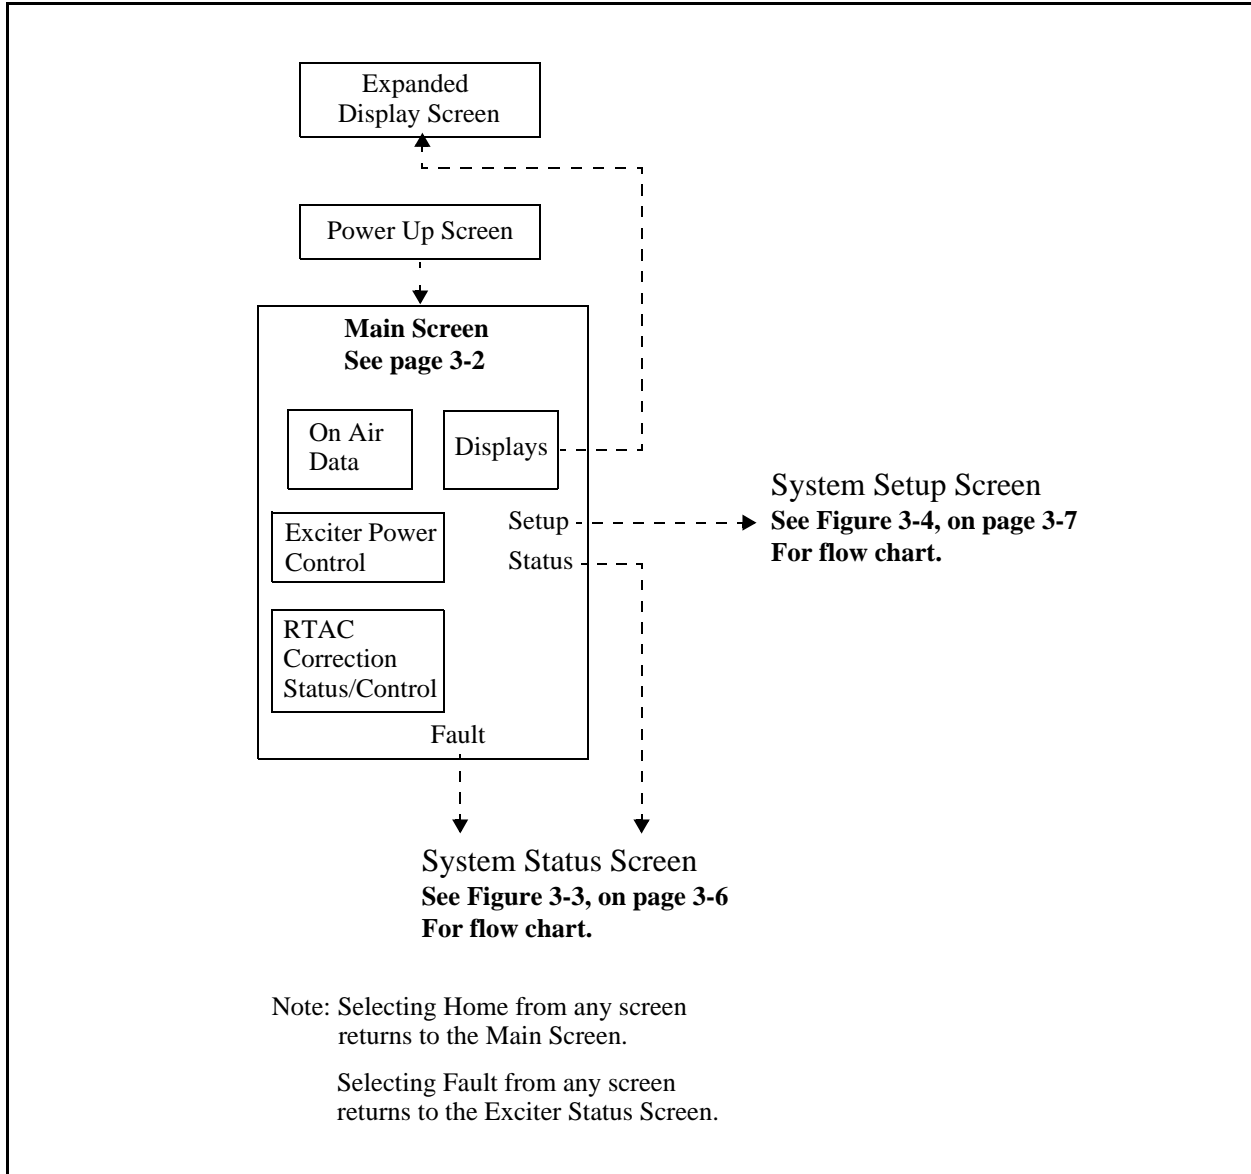 Expanded
Display Screen
Power Up Screen
Main Screen
See page 3-2
On Air
Data
Displays
Exciter Power
Control
Setup
Status
RTAC
Correction
Status/Control
Fault
System Setup Screen
See Figure 3-4, on page 3-7
For flow chart.
System Status Screen
See Figure 3-3, on page 3-6
For flow chart.
Note: Selecting Home from any screen
returns to the Main Screen.
Selecting Fault from any screen
returns to the Exciter Status Screen.